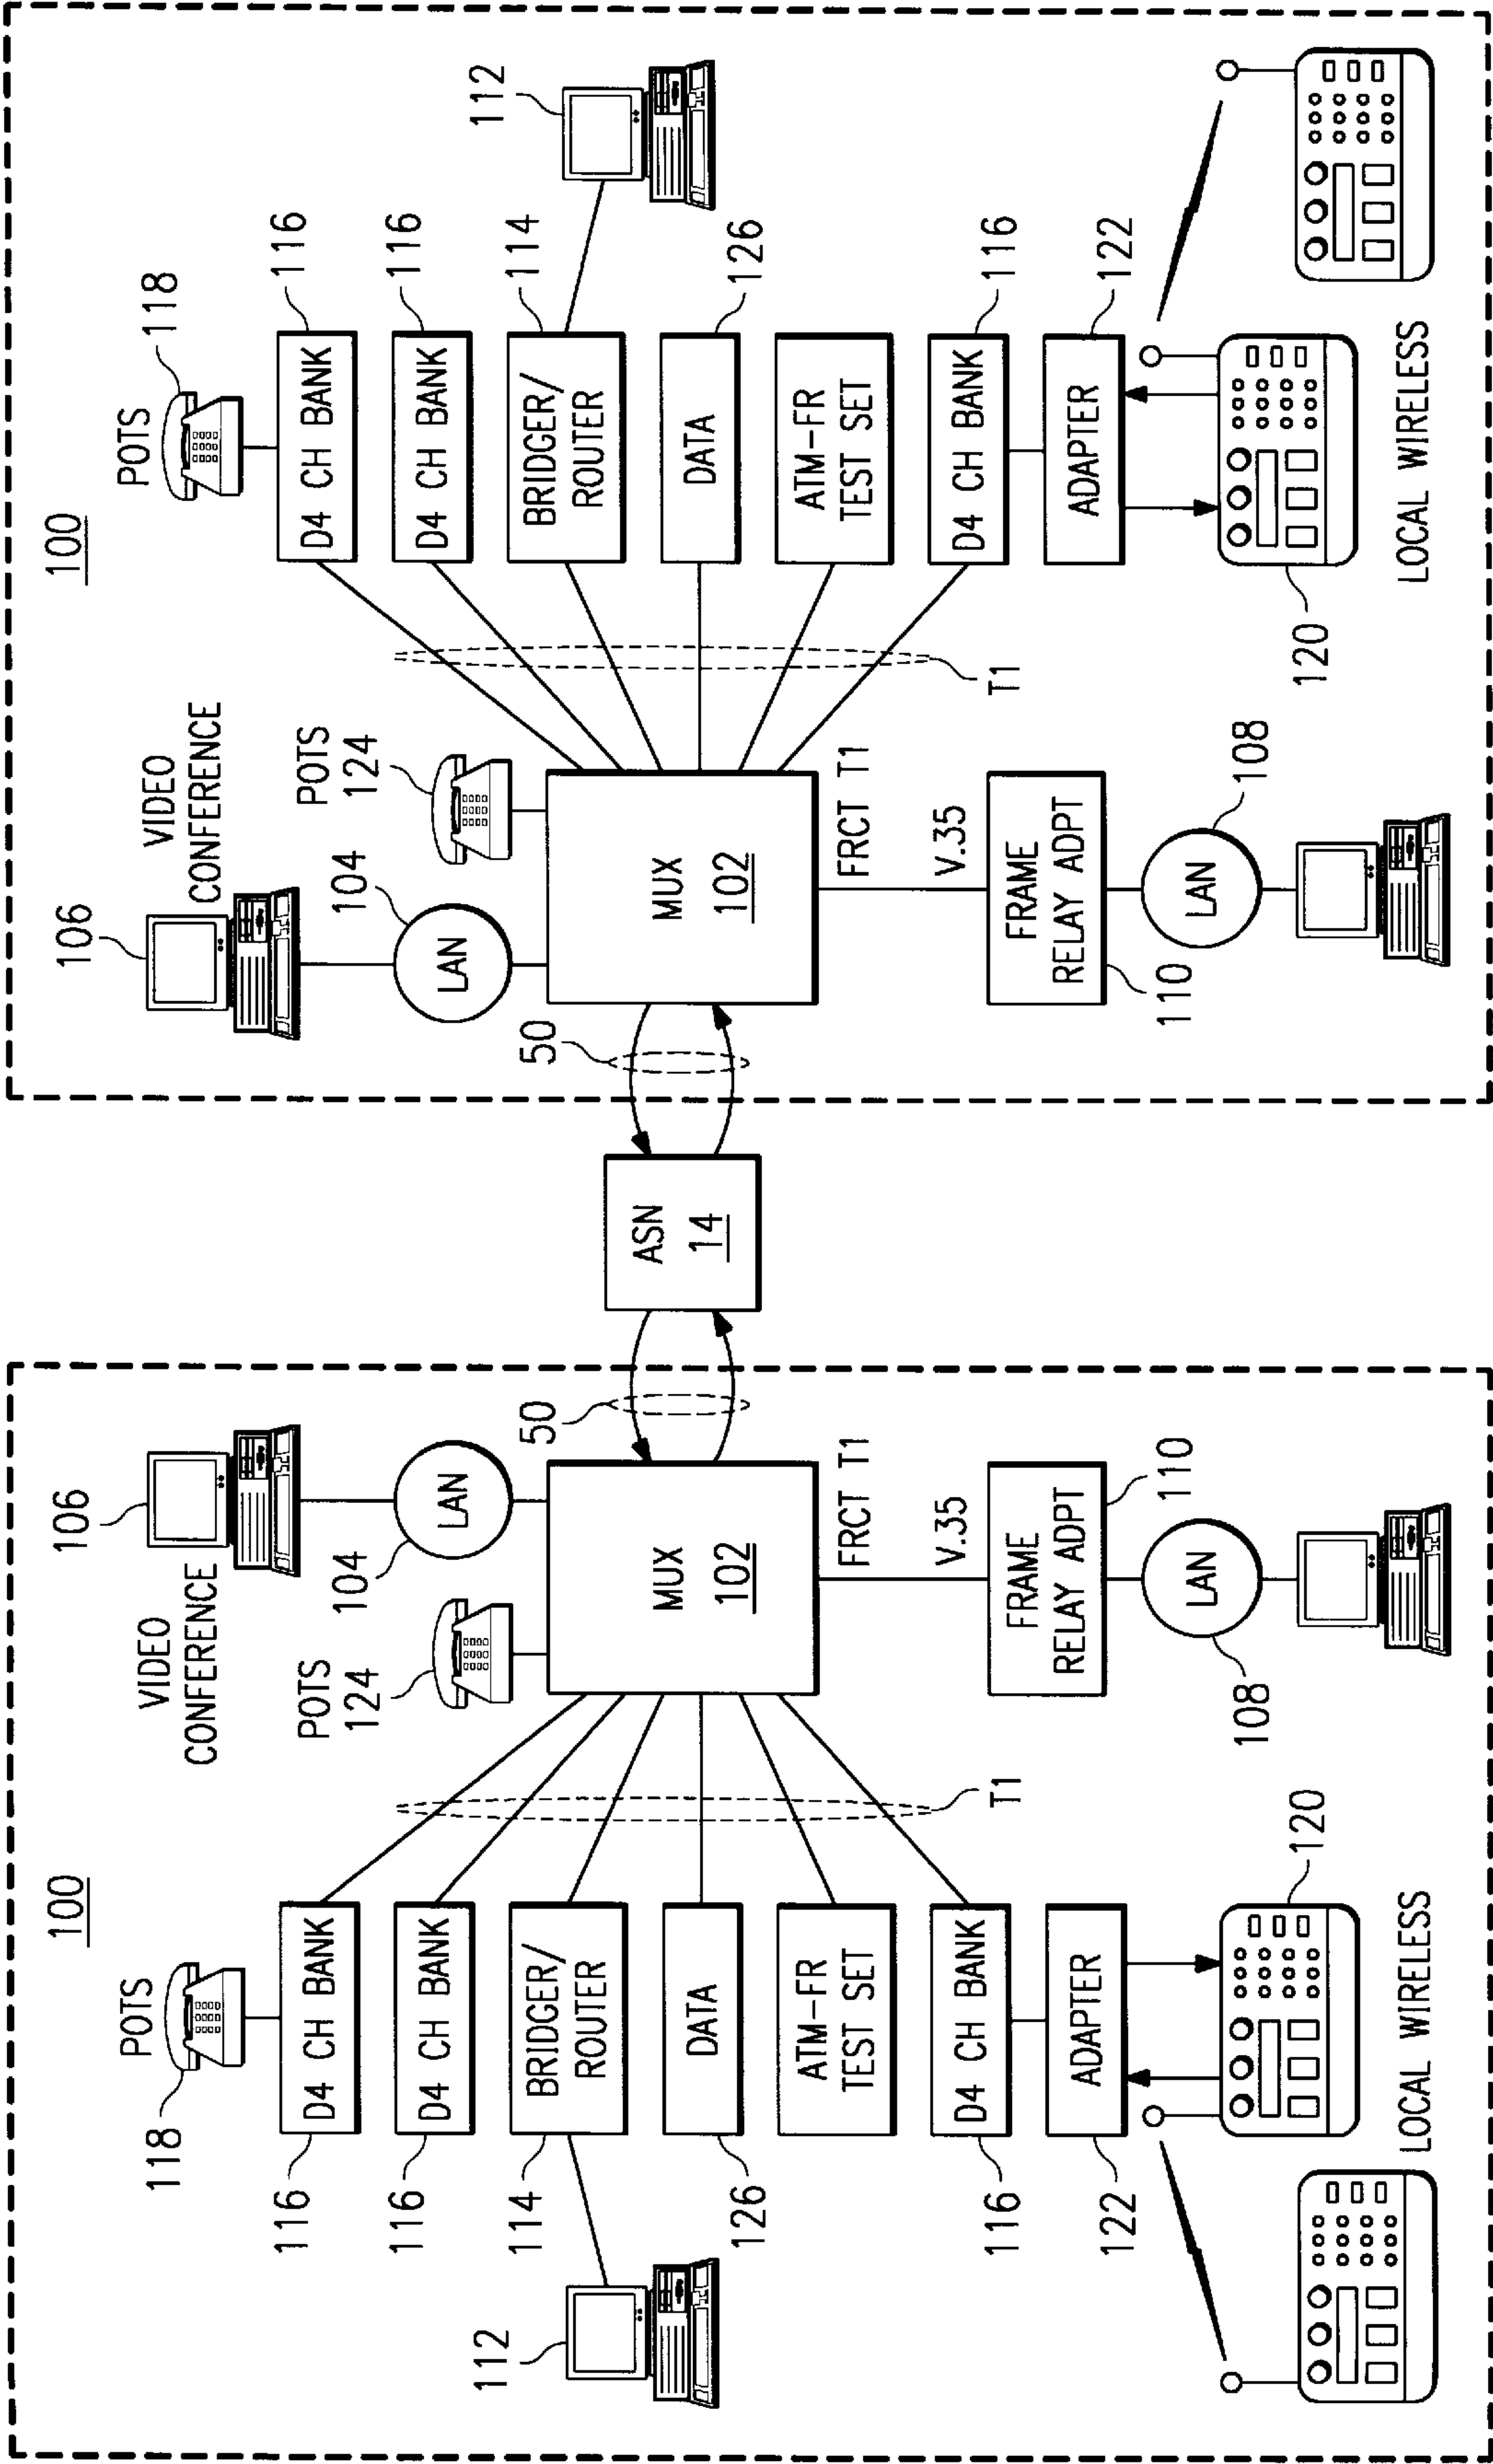 100
POTS
118
116
D4 CH BANK
116
D4 CH BANK
114
BRIDGER/
ROUTER
112
126
DATA
ATM-FR
TEST SET
116
D4 CH BANK
122
ADAPTER
120
LOCAL WIRELESS
T1
VIDEO
CONFERENCE
106
POTS
124
104
LAN
50
MUX
102
FRCT T1
V.35
FRAME
RELAY ADPT
110
108
LAN
ASN
14
100
106
VIDEO
CONFERENCE
104
LAN
POTS
124
50
MUX
102
FRCT T1
V.35
FRAME
RELAY ADPT
110
LAN
108
T1
POTS
118
D4 CH BANK
116
D4 CH BANK
116
BRIDGER/
ROUTER
114
112
DATA
126
ATM-FR
TEST SET
D4 CH BANK
116
ADAPTER
122
120
LOCAL WIRELESS